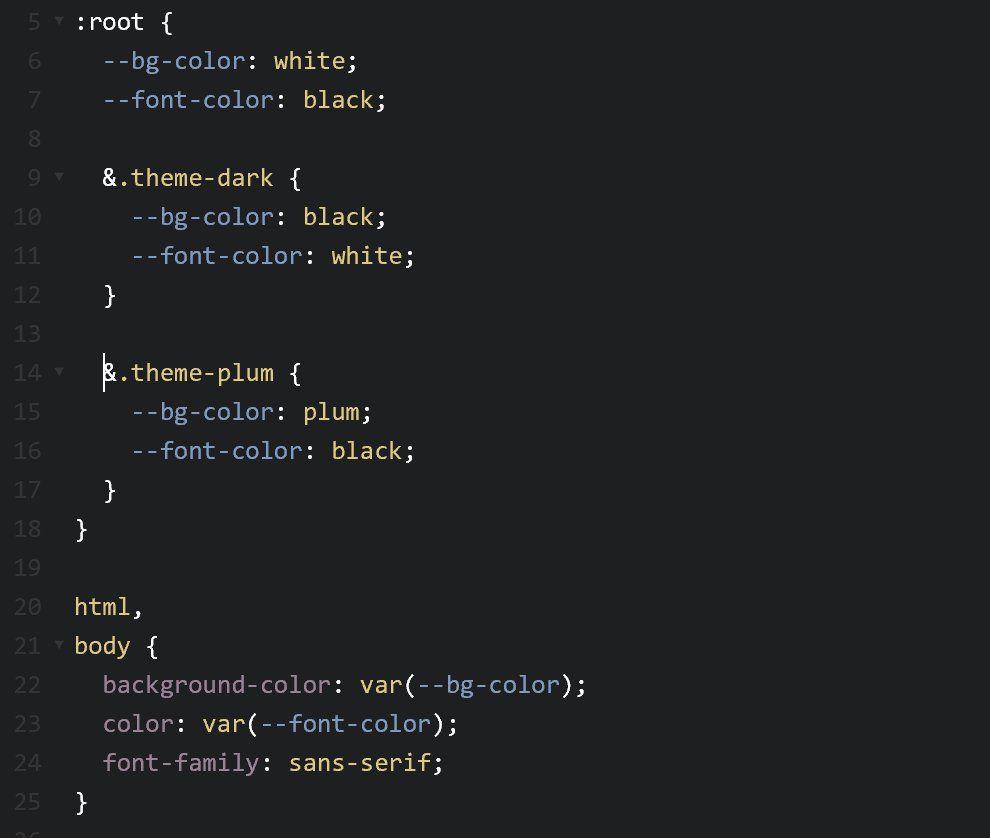 5 :root {
6 --bg-color: white;
7 --font-color: black;
8
9 &.theme-dark {
10 --bg-color: black;
11 --font-color: white;
12 }
13
14 &.theme-plum {
15 --bg-color: plum;
16 --font-color: black;
17 }
18 }
19
20 html,
21 body {
22 background-color: var(--bg-color);
23 color: var(--font-color);
24 font-family: sans-serif;
25 }